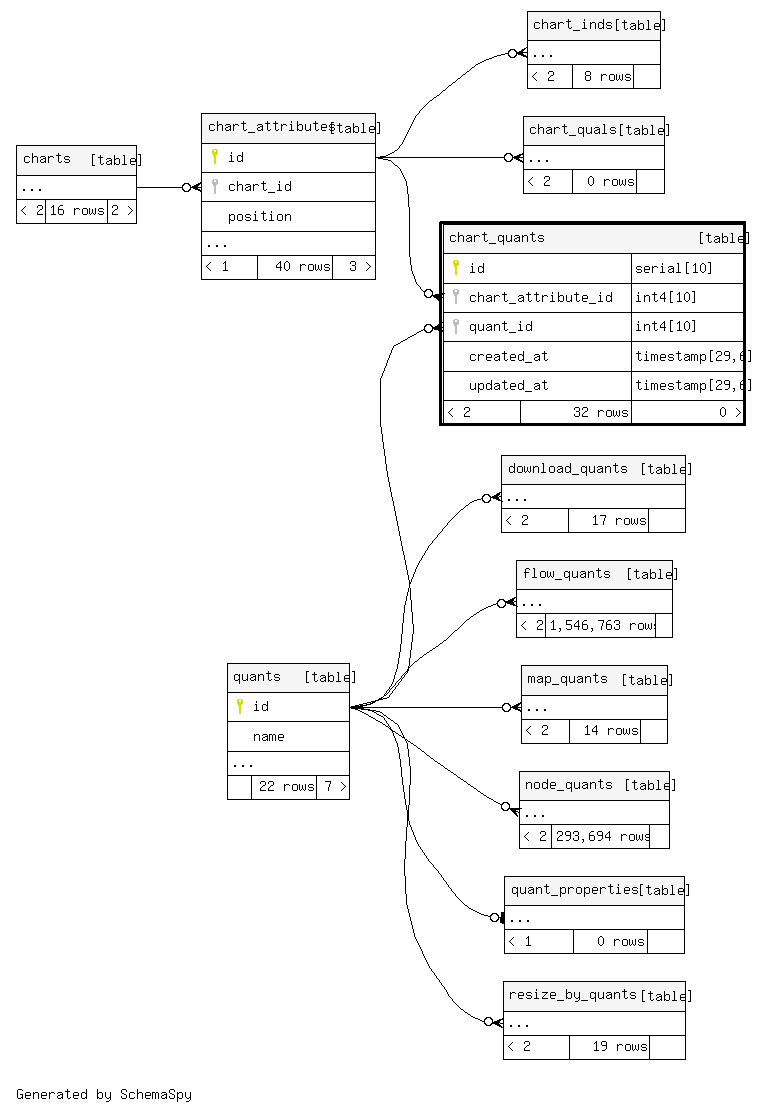 chart_inds[table]
...
< 2 8 rows
chart_attributes[table]
id
chart_id
position
...
< 1 40 rows 3 >
chart_quals[table]
...
< 2 0 rows
charts [table]
...
< 2 16 rows 2 >
chart_quants [table]
id serial[10]
chart_attribute_id int4[10]
quant_id int4[10]
created_at timestamp[29,6]
updated_at timestamp[29,6]
< 2 32 rows 0 >
download_quants [table]
...
< 2 17 rows
flow_quants [table]
...
< 2 1,546,763 rows
quants [table]
id
name
...
22 rows 7 >
map_quants [table]
...
< 2 14 rows
node_quants [table]
...
< 2 293,694 rows
quant_properties[table]
...
< 1 0 rows
resize_by_quants [table]
...
< 2 19 rows
Generated by SchemaSpy